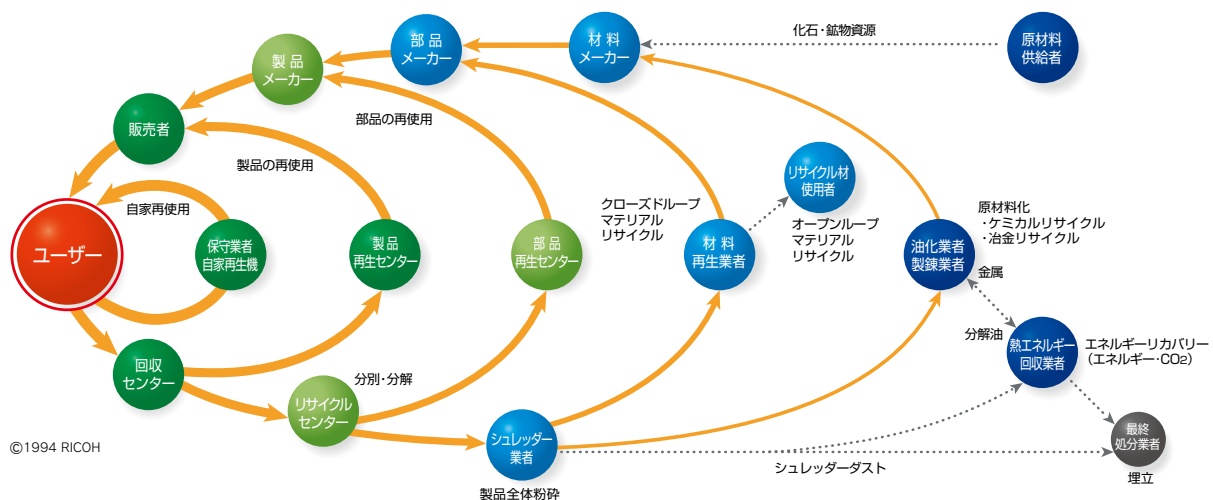 部品
メーカー
材料
メーカー
化石・鉱物資源
原材料
供給者
製品
メーカー
販売者
部品の再使用
製品の再使用
自家再使用
ユーザー
保守業者
自家再生機
製品
再生センター
部品
再生センター
クローズドループ
マテリアル
リサイクル
材料
再生業者
リサイクル材
使用者
オープンループ
マテリアル
リサイクル
原材料化
・ケミカルリサイクル
・冶金リサイクル
油化業者
製錬業者
金属
分解油
熱エネルギー
回収業者
エネルギーリカバリー
(エネルギー・CO2)
回収
センター
分別・分解
リサイクル
センター
シュレッダー
業者
製品全体粉砕
シュレッダーダスト
最終
処分業者
埋立
©1994 RICOH